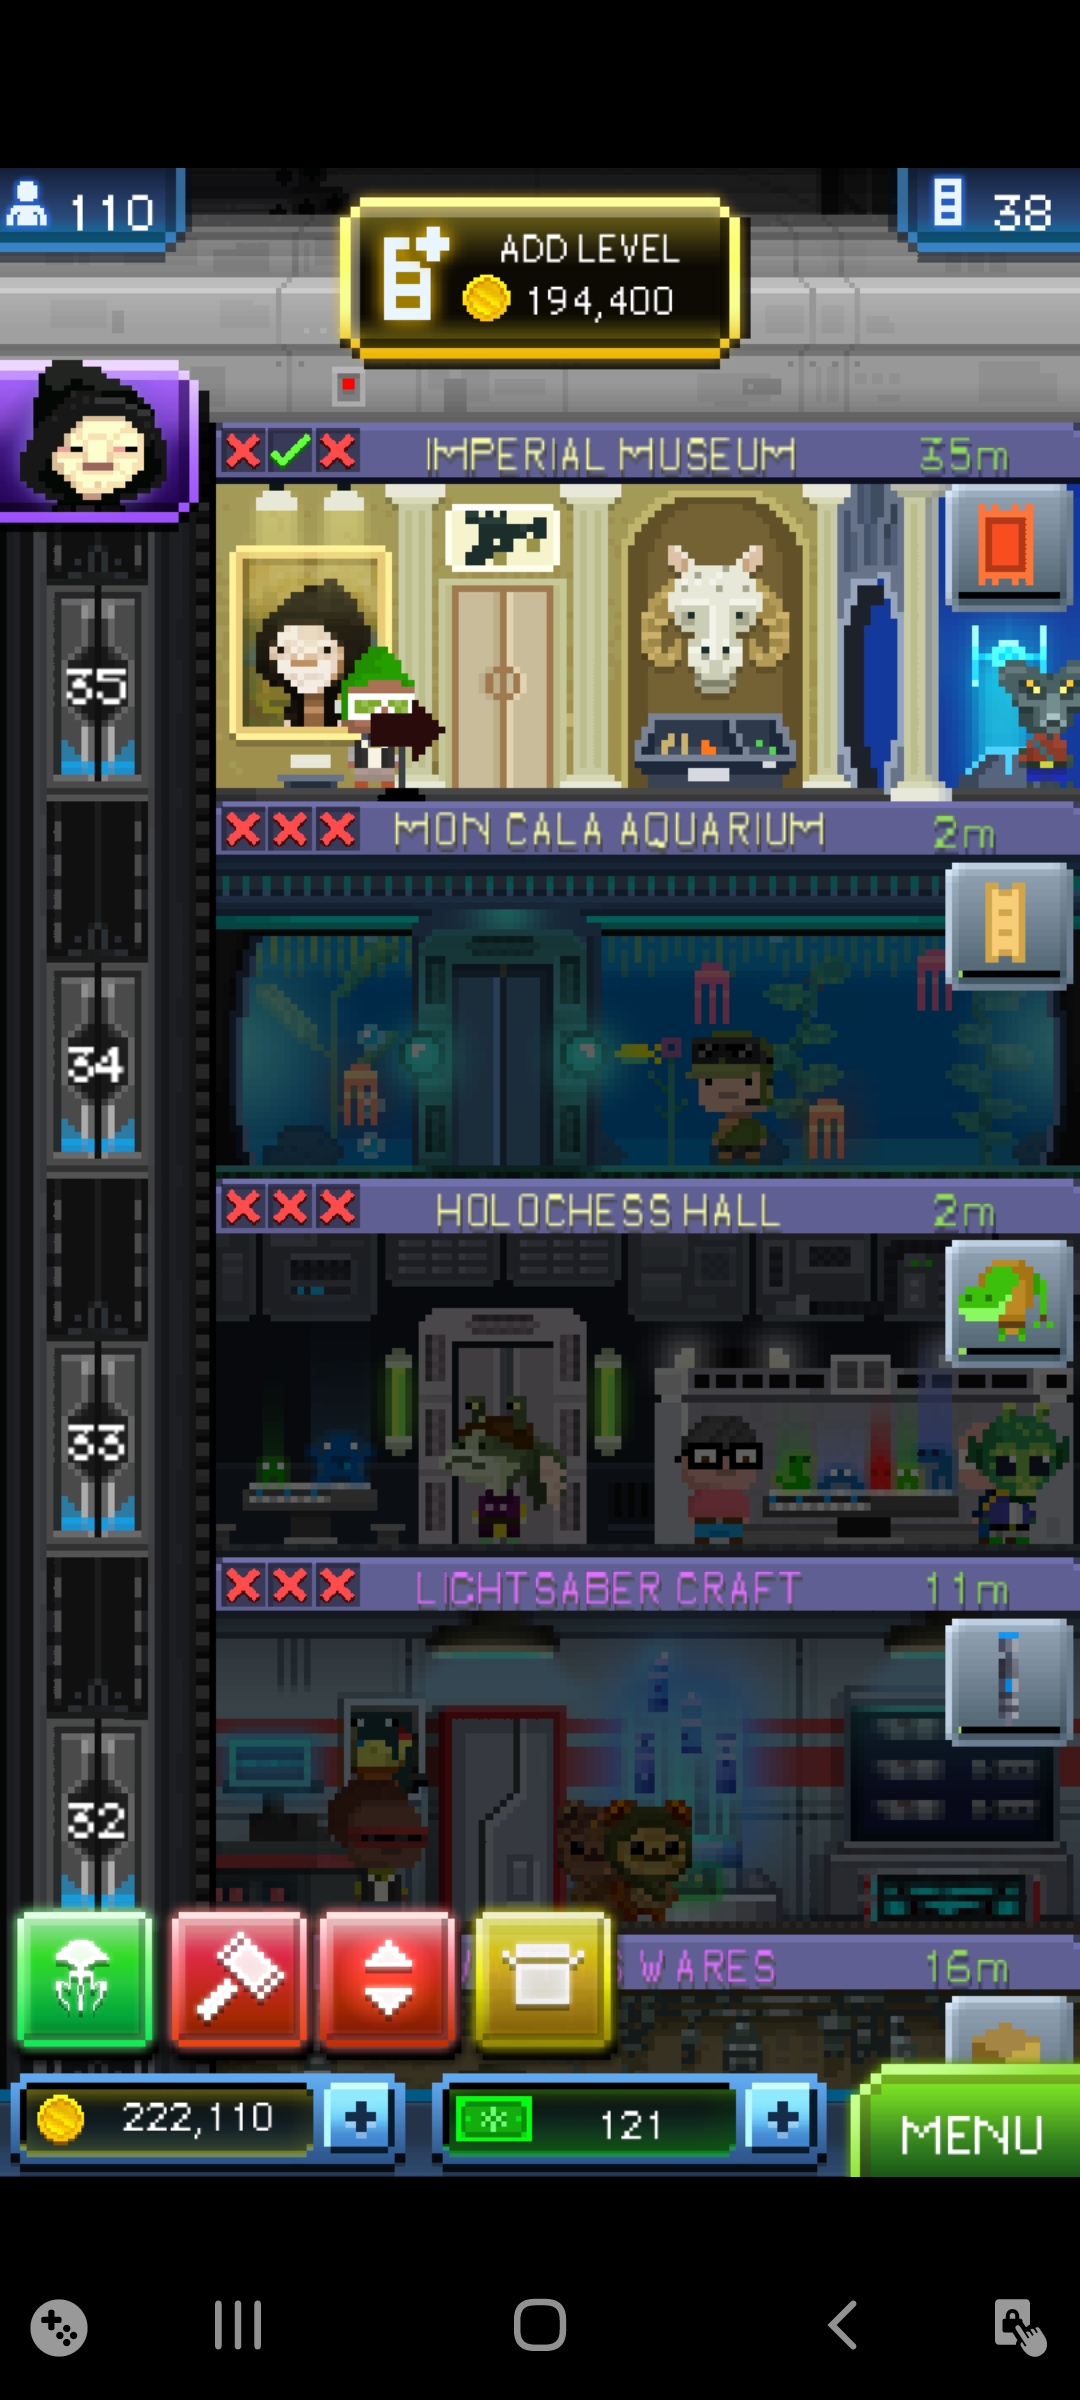 110
ADD LEVEL
194,400
38
IMPERIAL MUSEUM 35m
35
MON CALA AQUARIUM 2m
34
HOLOCHESS HALL 2m
33
LIGHTSABER CRAFT 11m
32
WARES 16m
222,110
121
MENU